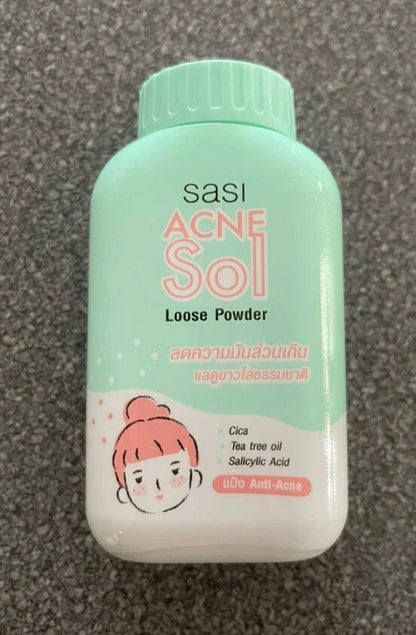 sasi
ACNE
Sol
Loose Powder
ลดความมันส่วนเกิน
แลดูขาวใสธรรมชาติ
Cica
Tea tree oil
Salicylic Acid
แป้ง Anti-Acne